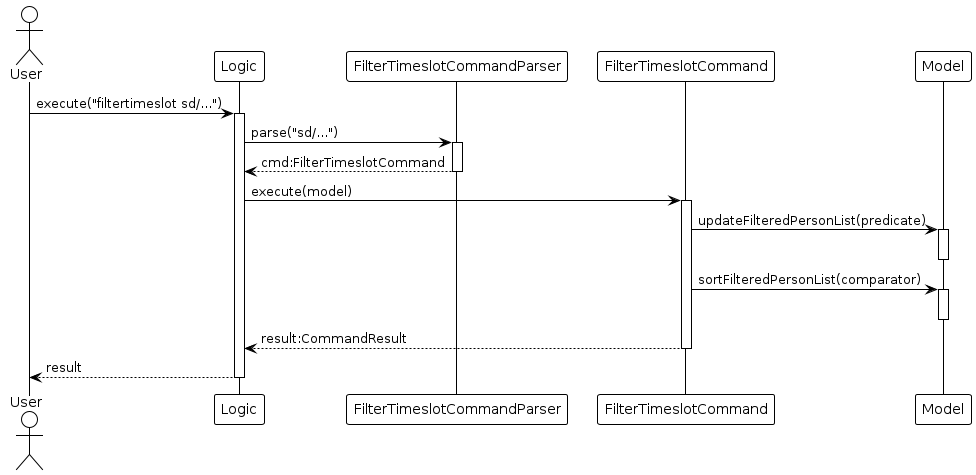 User
Logic
FilterTimeslotCommandParser
FilterTimeslotCommand
Model
execute("filtertimeslot sd/...")
parse("sd/...")
cmd:FilterTimeslotCommand
execute(model)
updateFilteredPersonList(predicate)
sortFilteredPersonList(comparator)
result:CommandResult
result
User
Logic
FilterTimeslotCommandParser
FilterTimeslotCommand
Model